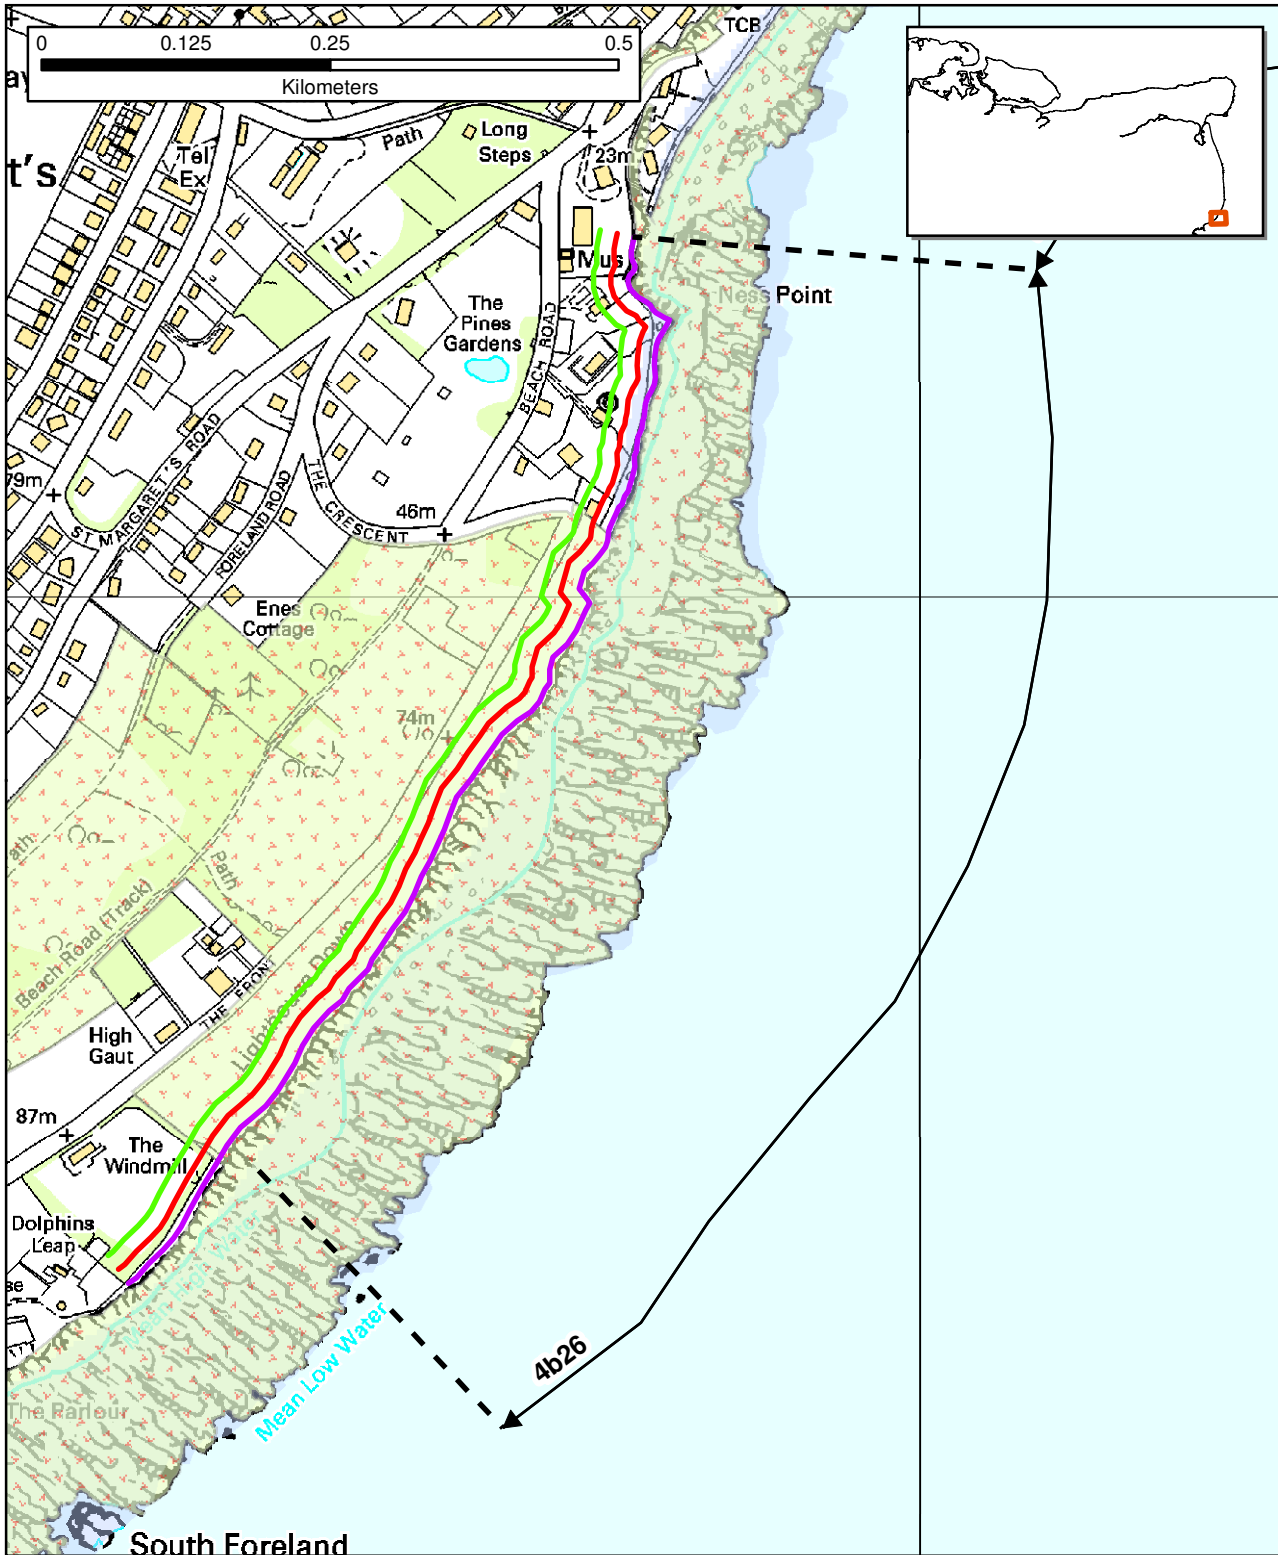 TCB
0 0.125 0.25 0.5
Kilometers
ay
Path
Long
Steps
Tel
Ex
t's
23m
Mus
Ness Point
The
Pines
Gardens
BEACH ROAD
ST MARGARET'S ROAD
79m
FORELAND ROAD
THE CRESCENT
46m
Enes
Cottage
74m
ath
Path
Beach Road (Track)
Lighthouse Down
THE FRONT
High
Gaut
87m
The
Windmill
Dolphins
Leap
se
Mean High Water
4b26
Mean Low Water
The Parlour
South Foreland